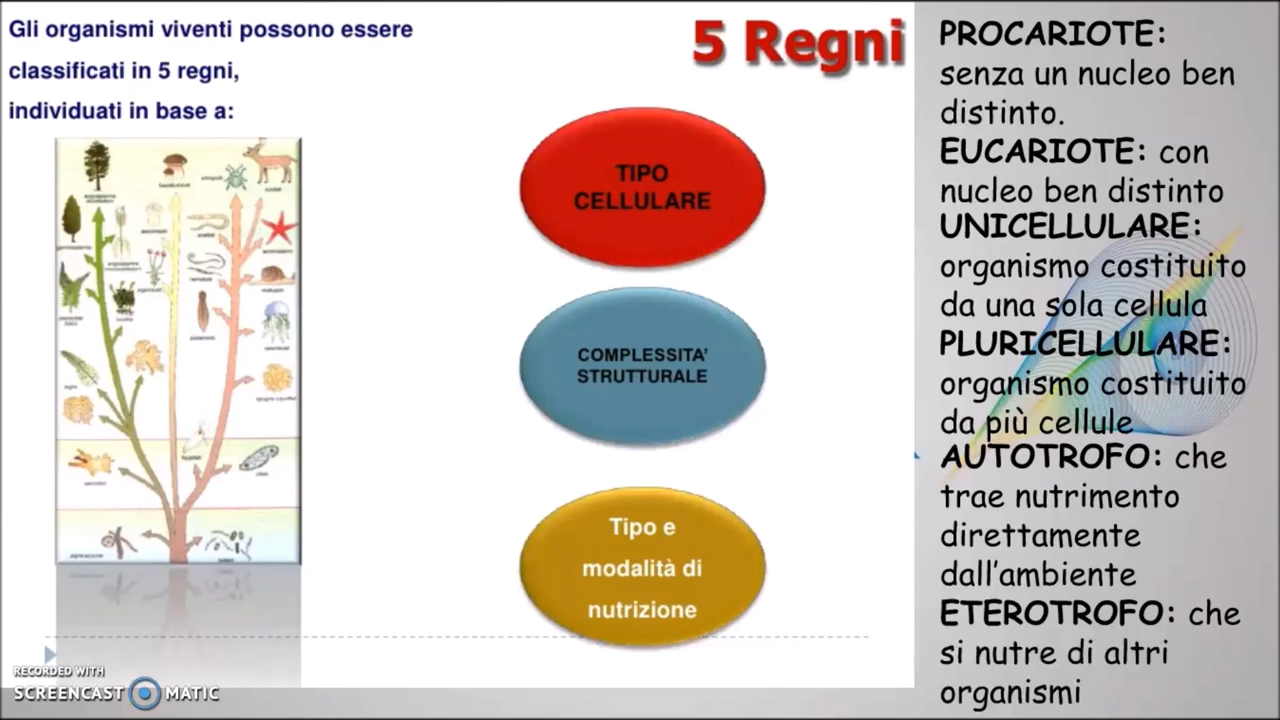 Gli organismi viventi possono essere
classificati in 5 regni,
individuati in base a:
5 Regni
TIPO
CELLULARE
COMPLESSITA'
STRUTTURALE
Tipo e
modalità di
nutrizione
PROCARIOTE:
senza un nucleo ben
distinto.
EUCARIOTE: con
nucleo ben distinto
UNICELLULARE:
organismo costituito
da una sola cellula
PLURICELLULARE:
organismo costituito
da più cellule
AUTOTROFO: che
trae nutrimento
direttamente
dall'ambiente
ETEROTROFO: che
si nutre di altri
organismi
RECORDED WITH
SCREENCAST MATIC